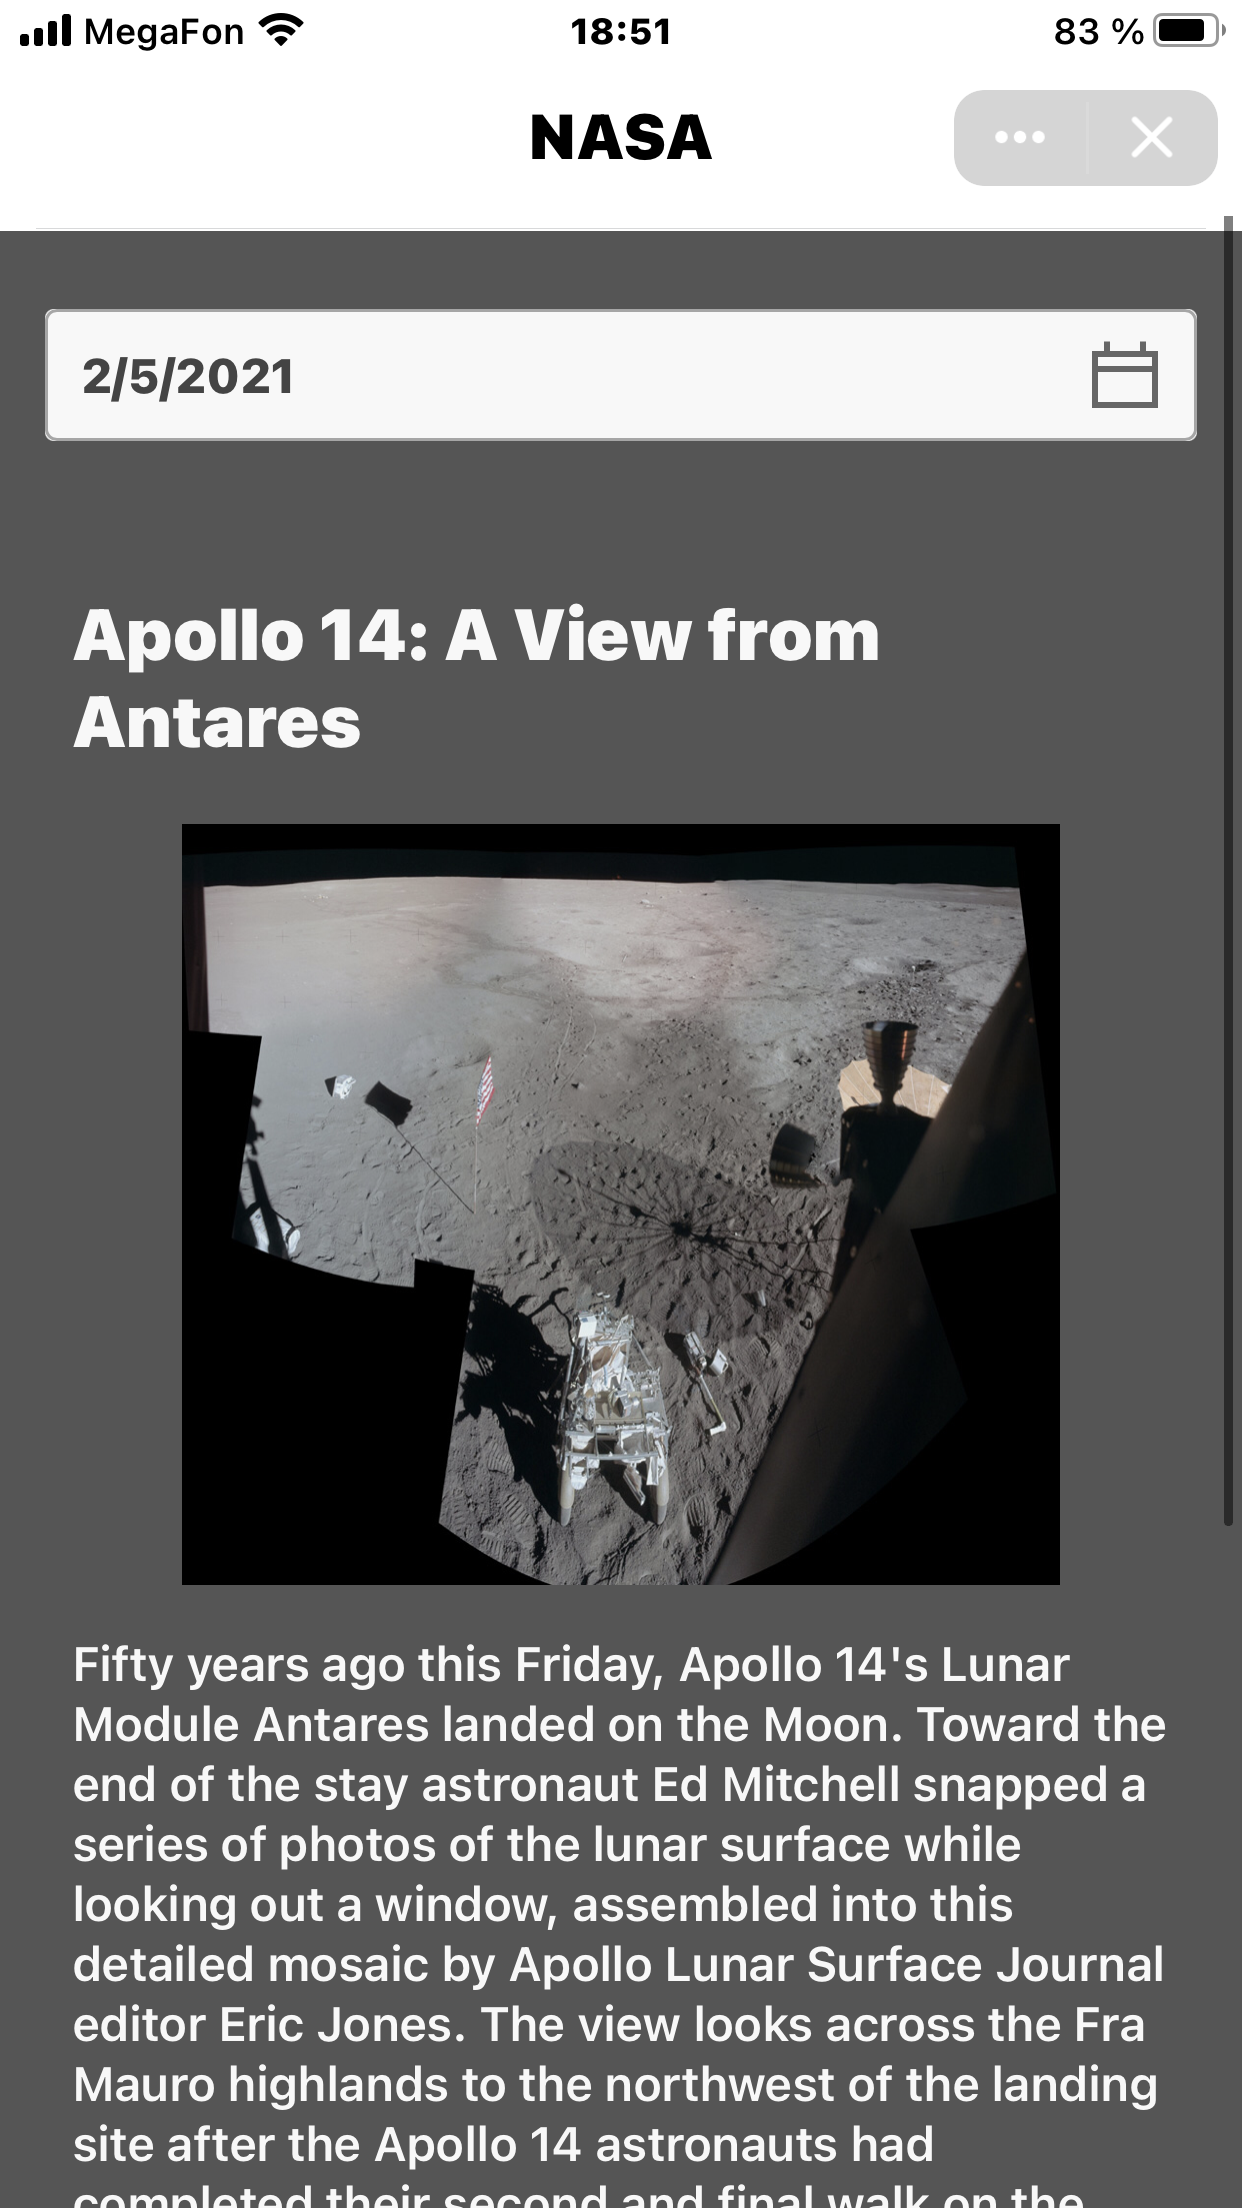 MegaFon 18:51 83 %
NASA
2/5/2021
Apollo 14: A View from
Antares
Fifty years ago this Friday, Apollo 14's Lunar
Module Antares landed on the Moon. Toward the
end of the stay astronaut Ed Mitchell snapped a
series of photos of the lunar surface while
looking out a window, assembled into this
detailed mosaic by Apollo Lunar Surface Journal
editor Eric Jones. The view looks across the Fra
Mauro highlands to the northwest of the landing
site after the Apollo 14 astronauts had
completed their second and final walk on the